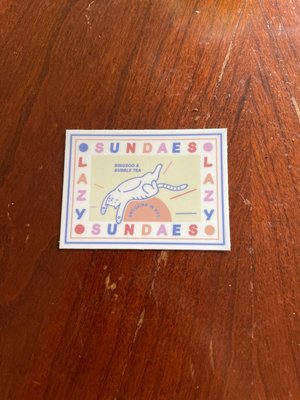 SUNDAES
LAZY
BINGSOO &
BUBBLE TEA
LAZY
SUNDAES